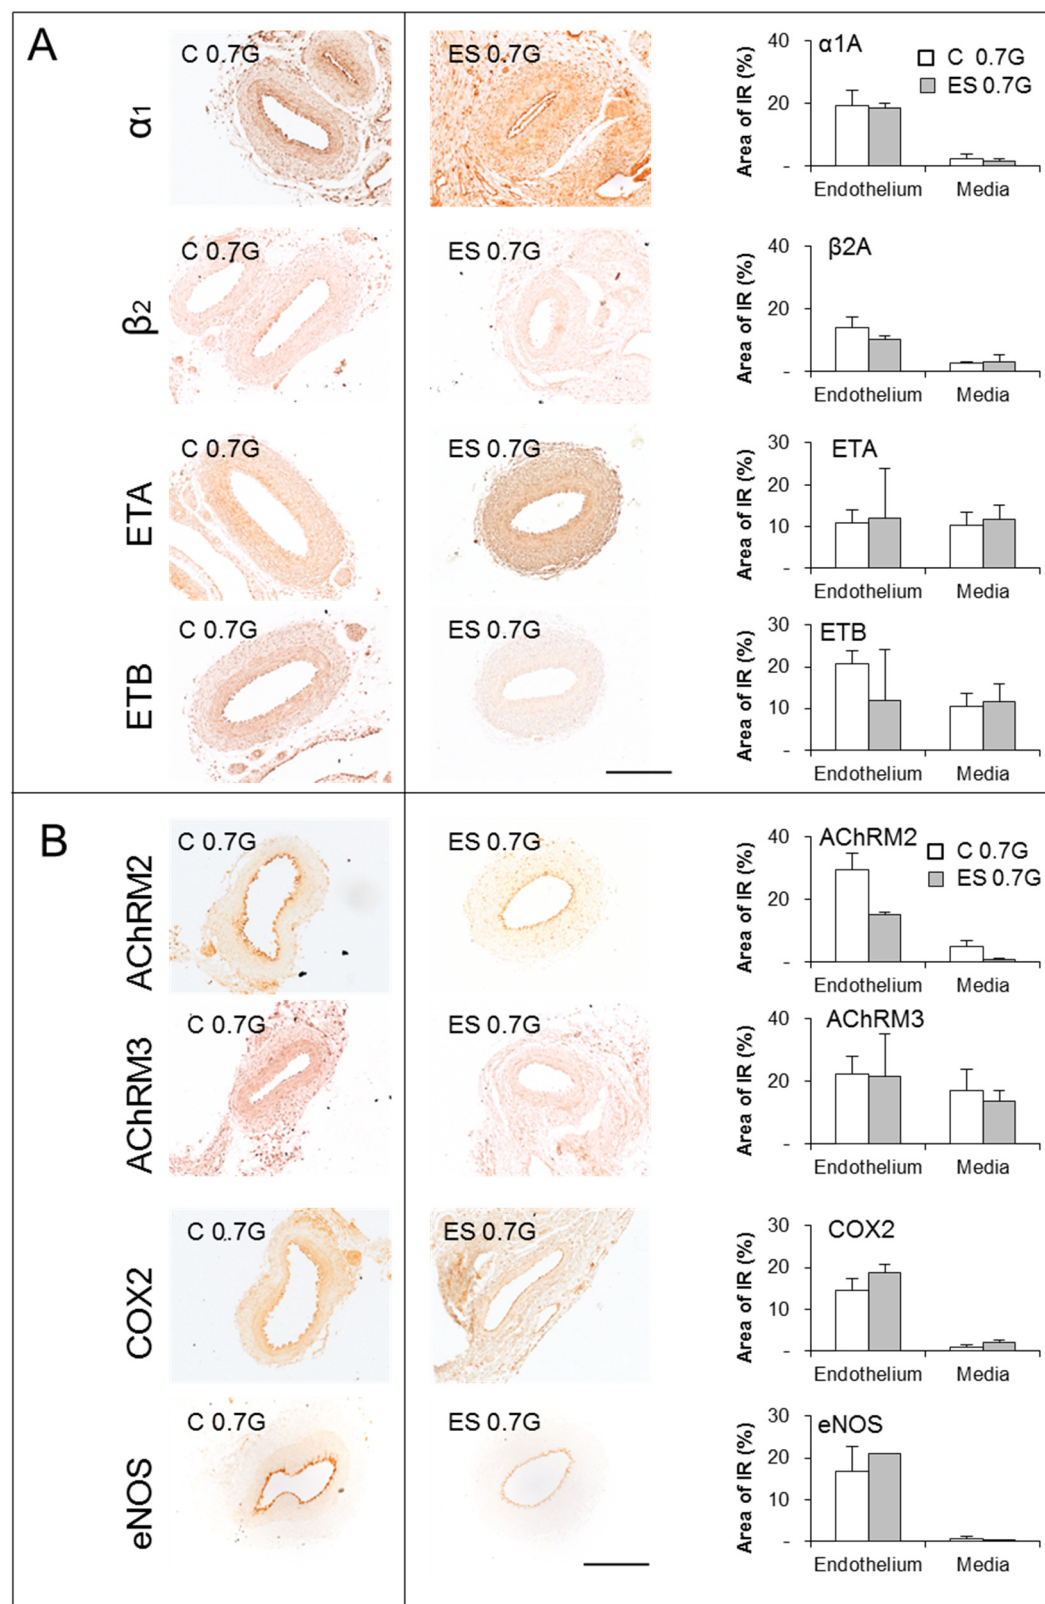 A
α1
C 0.7G
ES 0.7G
Area of IR (%)
40
20
-
α1A
C 0.7G
ES 0.7G
Endothelium
Media
β2
C 0.7G
ES 0.7G
Area of IR (%)
40
20
-
β2A
Endothelium
Media
ETA
C 0.7G
ES 0.7G
Area of IR (%)
30
20
10
-
ETA
Endothelium
Media
ETB
C 0.7G
ES 0.7G
Area of IR (%)
30
20
10
-
ETB
Endothelium
Media
B
AChRM2
C 0.7G
ES 0.7G
Area of IR (%)
40
20
-
AChRM2
C 0.7G
ES 0.7G
Endothelium
Media
AChRM3
C 0.7G
ES 0.7G
Area of IR (%)
40
20
-
AChRM3
Endothelium
Media
COX2
C 0.7G
ES 0.7G
Area of IR (%)
30
20
10
-
COX2
Endothelium
Media
eNOS
C 0.7G
ES 0.7G
Area of IR (%)
30
20
10
-
eNOS
Endothelium
Media